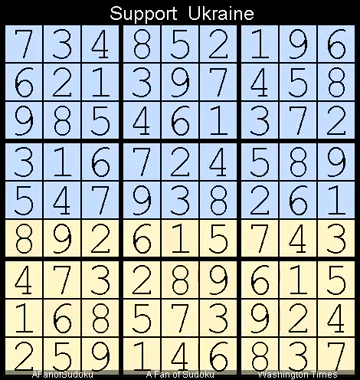 Support Ukraine
7 3 4 8 5 2 1 9 6
6 2 1 3 9 7 4 5 8
9 8 5 4 6 1 3 7 2
3 1 6 7 2 4 5 8 9
5 4 7 9 3 8 2 6 1
8 9 2 6 1 5 7 4 3
4 7 3 2 8 9 6 1 5
1 6 8 5 7 3 9 2 4
2 5 9 1 4 6 8 3 7
AFanofSudoku A Fan of Sudoku Washington Times